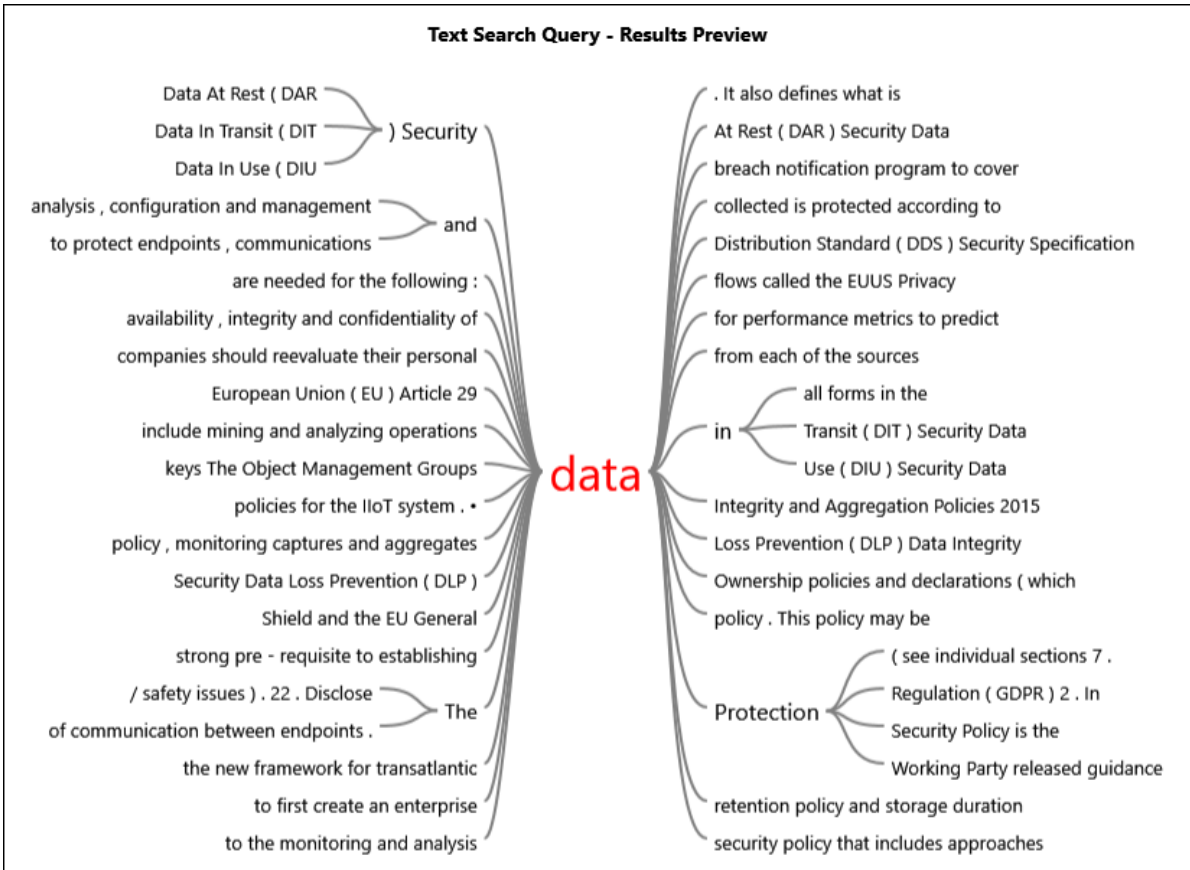 Text Search Query - Results Preview
Data At Rest ( DAR
Data In Transit ( DIT
Data In Use ( DIU
) Security
analysis , configuration and management
to protect endpoints , communications
and
are needed for the following :
availability , integrity and confidentiality of
companies should reevaluate their personal
European Union ( EU ) Article 29
include mining and analyzing operations
keys The Object Management Groups
policies for the IIoT system . •
policy , monitoring captures and aggregates
Security Data Loss Prevention ( DLP )
Shield and the EU General
strong pre - requisite to establishing
/ safety issues ) . 22 . Disclose
of communication between endpoints .
The
the new framework for transatlantic
to first create an enterprise
to the monitoring and analysis
data
. It also defines what is
At Rest ( DAR ) Security Data
breach notification program to cover
collected is protected according to
Distribution Standard ( DDS ) Security Specification
flows called the EUUS Privacy
for performance metrics to predict
from each of the sources
in
all forms in the
Transit ( DIT ) Security Data
Use ( DIU ) Security Data
Integrity and Aggregation Policies 2015
Loss Prevention ( DLP ) Data Integrity
Ownership policies and declarations ( which
policy . This policy may be
Protection
( see individual sections 7 .
Regulation ( GDPR ) 2 . In
Security Policy is the
Working Party released guidance
retention policy and storage duration
security policy that includes approaches